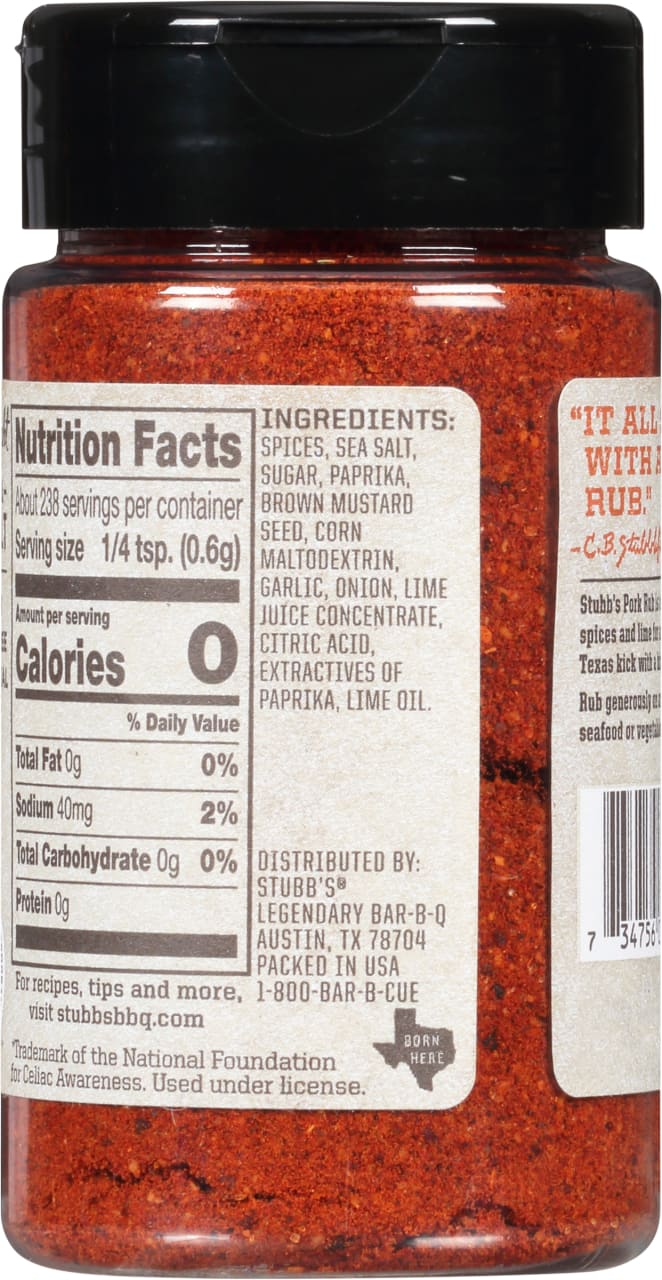 Nutrition Facts
About 238 servings per container
Serving size 1/4 tsp. (0.6g)
Amount per serving
Calories 0
% Daily Value
Total Fat 0g 0%
Sodium 40mg 2%
Total Carbohydrate 0g 0%
Protein 0g
For recipes, tips and more,
visit stubbsbbq.com
*Trademark of the National Foundation
for Celiac Awareness. Used under license.
INGREDIENTS:
SPICES, SEA SALT,
SUGAR, PAPRIKA,
BROWN MUSTARD
SEED, CORN
MALTODEXTRIN,
GARLIC, ONION, LIME
JUICE CONCENTRATE,
CITRIC ACID,
EXTRACTIVES OF
PAPRIKA, LIME OIL.
DISTRIBUTED BY:
STUBB'S®
LEGENDARY BAR-B-Q
AUSTIN, TX 78704
PACKED IN USA
1-800-BAR-B-CUE
BORN
HERE
"IT ALL
WITH A
RUB."
-C.B. Stubb
Stubb's Pork Rub
spices and lime
Texas kick with a
Rub generously
seafood or
7 34756